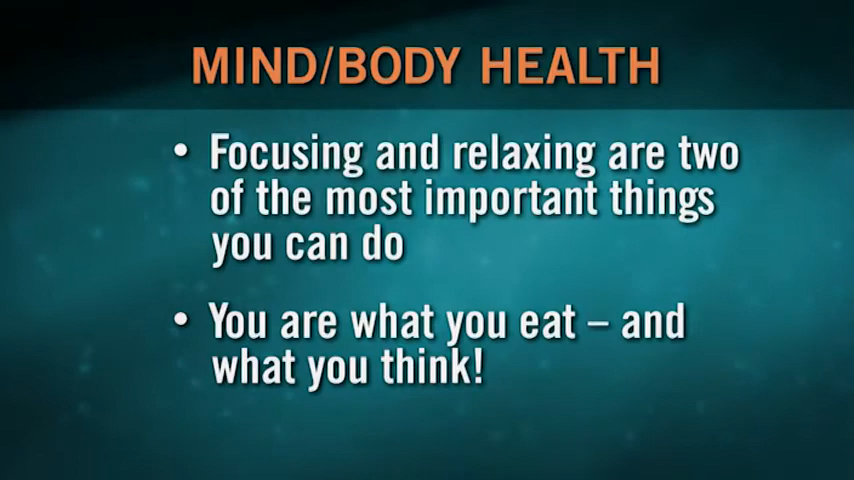 MIND/BODY HEALTH
• Focusing and relaxing are two
of the most important things
you can do
• You are what you eat – and
what you think!